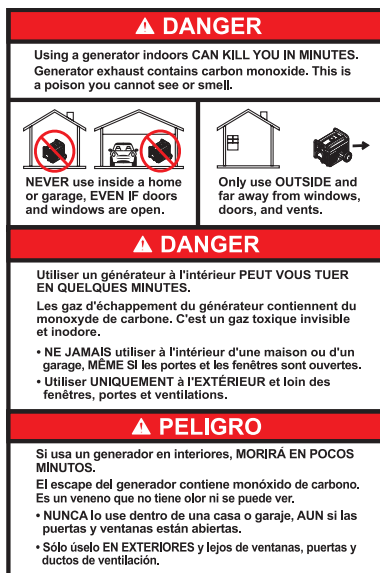 DANGER
Using a generator indoors CAN KILL YOU IN MINUTES.
Generator exhaust contains carbon monoxide. This is
a poison you cannot see or smell.
NEVER use inside a home
or garage, EVEN IF doors
and windows are open.
Only use OUTSIDE and
far away from windows,
doors, and vents.
DANGER
Utiliser un générateur à l'intérieur PEUT VOUS TUER
EN QUELQUES MINUTES.
Les gaz d'échappement du générateur contiennent du
monoxyde de carbone. C'est un gaz toxique invisible
et inodore.
• NE JAMAIS utiliser à l'intérieur d'une maison ou d'un
garage, MÊME SI les portes et les fenêtres sont ouvertes.
• Utiliser UNIQUEMENT à l'EXTÉRIEUR et loin des
fenêtres, portes et ventilations.
PELIGRO
Si usa un generador en interiores, MORIRÁ EN POCOS
MINUTOS.
El escape del generador contiene monóxido de carbono.
Es un veneno que no tiene olor ni se puede ver.
• NUNCA lo use dentro de una casa o garaje, AUN si las
puertas y ventanas están abiertas.
• Sólo úselo EN EXTERIORES y lejos de ventanas, puertas y
ductos de ventilación.